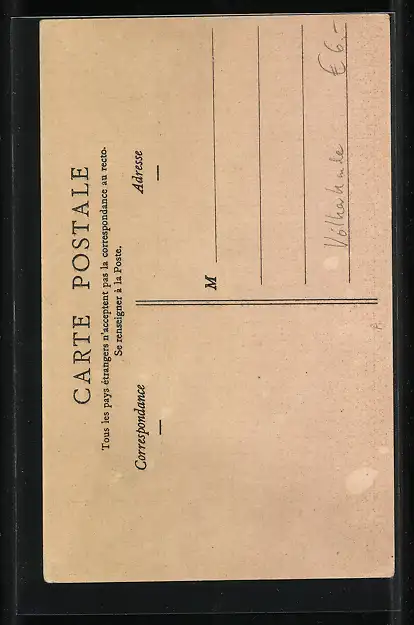 CARTE POSTALE
Tous les pays étrangers n'acceptent pas la correspondance au recto-
Se renseigner à la Poste.
Correspondance
Adresse
M
Völkerkunde € 6,-